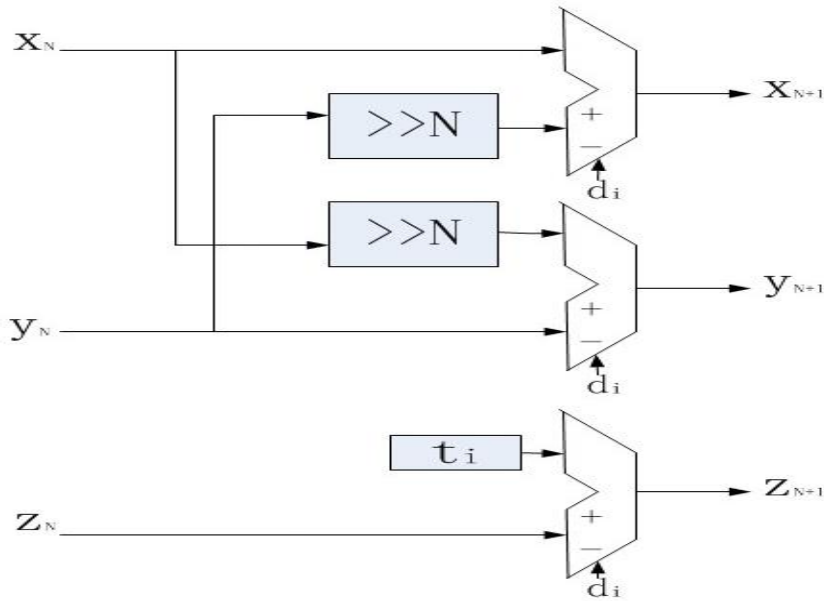 xN
xN+1
>>N
+
−
di
>>N
yN+1
yN
+
−
di
ti
zN+1
zN
+
−
di